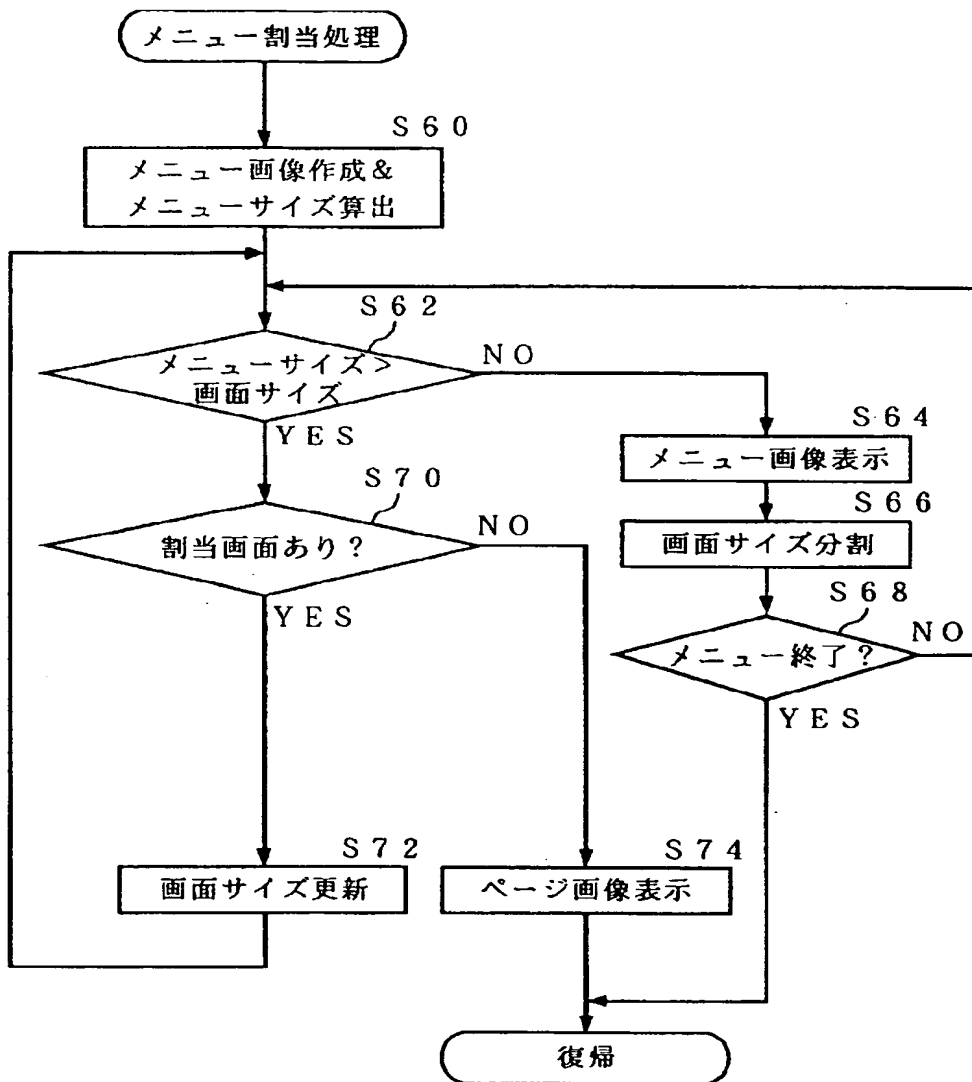 メニュー割当処理
S60
メニュー画像作成&
メニューサイズ算出
S62
メニューサイズ>
画面サイズ
NO
YES
S64
メニュー画像表示
S66
画面サイズ分割
S68
メニュー終了?
NO
YES
S70
割当画面あり?
NO
YES
S72
画面サイズ更新
S74
ページ画像表示
復帰